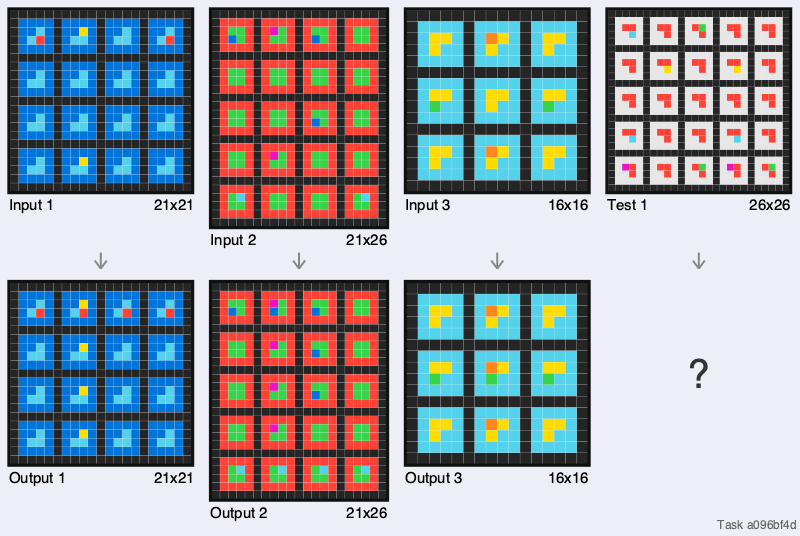 Input 1 21x21
Input 2 21x26
Input 3 16x16
Test 1 26x26
Output 1 21x21
Output 2 21x26
Output 3 16x16
?
Task a096bf4d